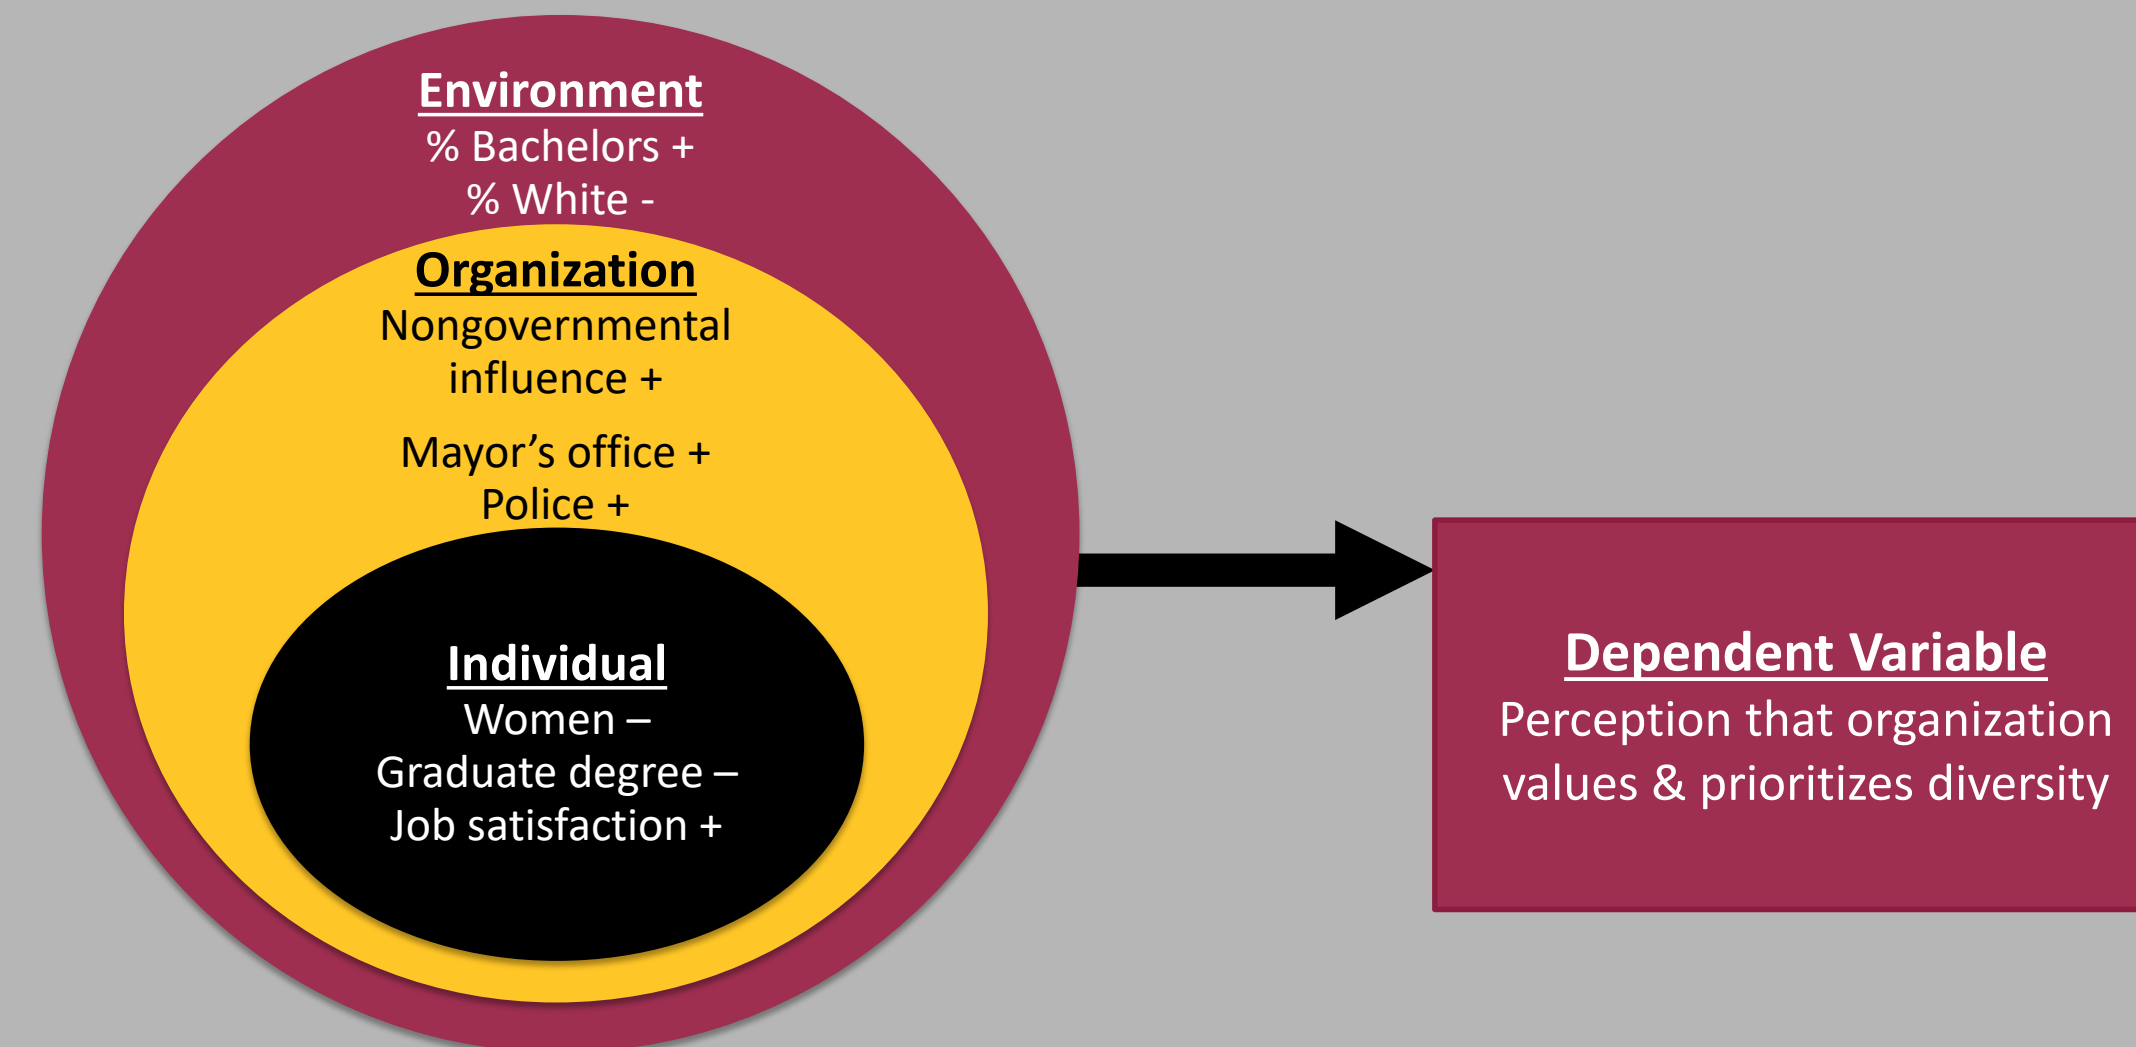 Environment
% Bachelors +
% White -
Organization
Nongovernmental
influence +
Mayor’s office +
Police +
Individual
Women –
Graduate degree –
Job satisfaction +
Dependent Variable
Perception that organization
values & prioritizes diversity